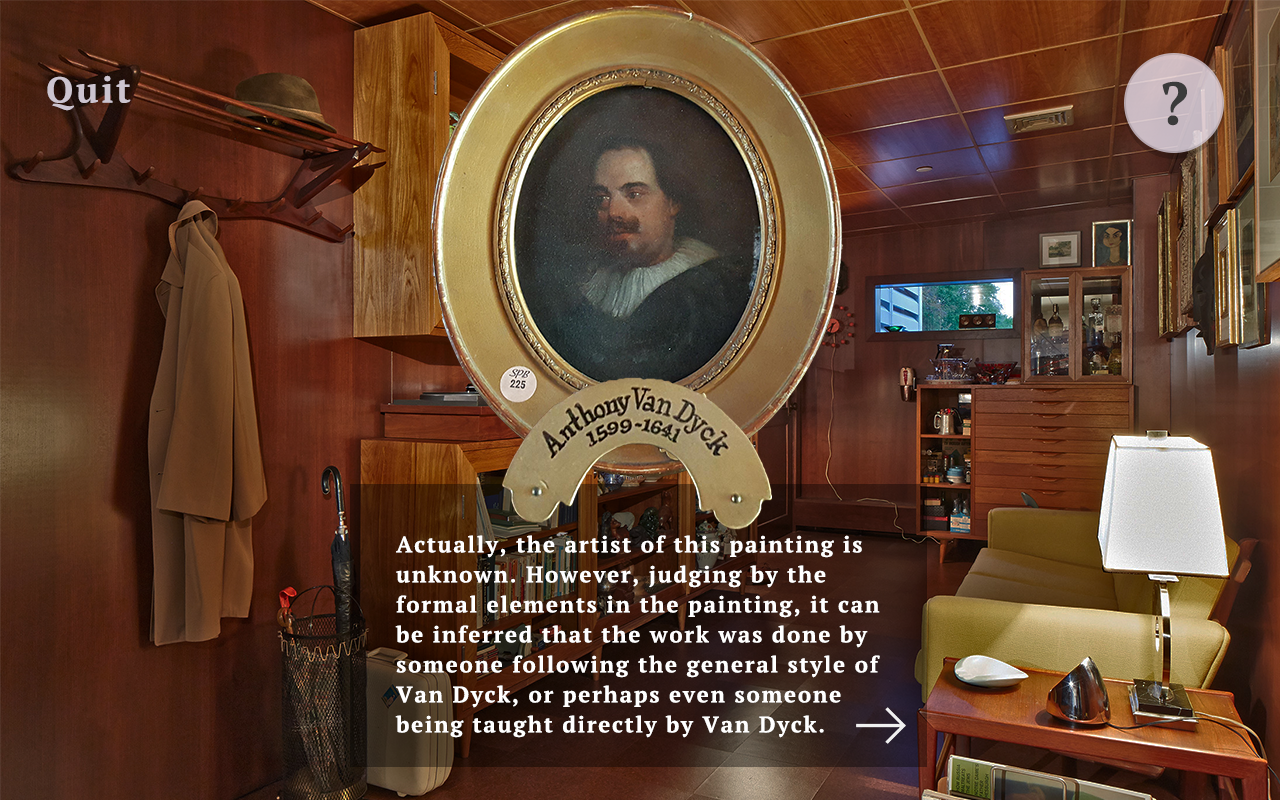 Quit
?
SPB
225
Anthony Van Dyck
1599-1641
Actually, the artist of this painting is
unknown. However, judging by the
formal elements in the painting, it can
be inferred that the work was done by
someone following the general style of
Van Dyck, or perhaps even someone
being taught directly by Van Dyck.